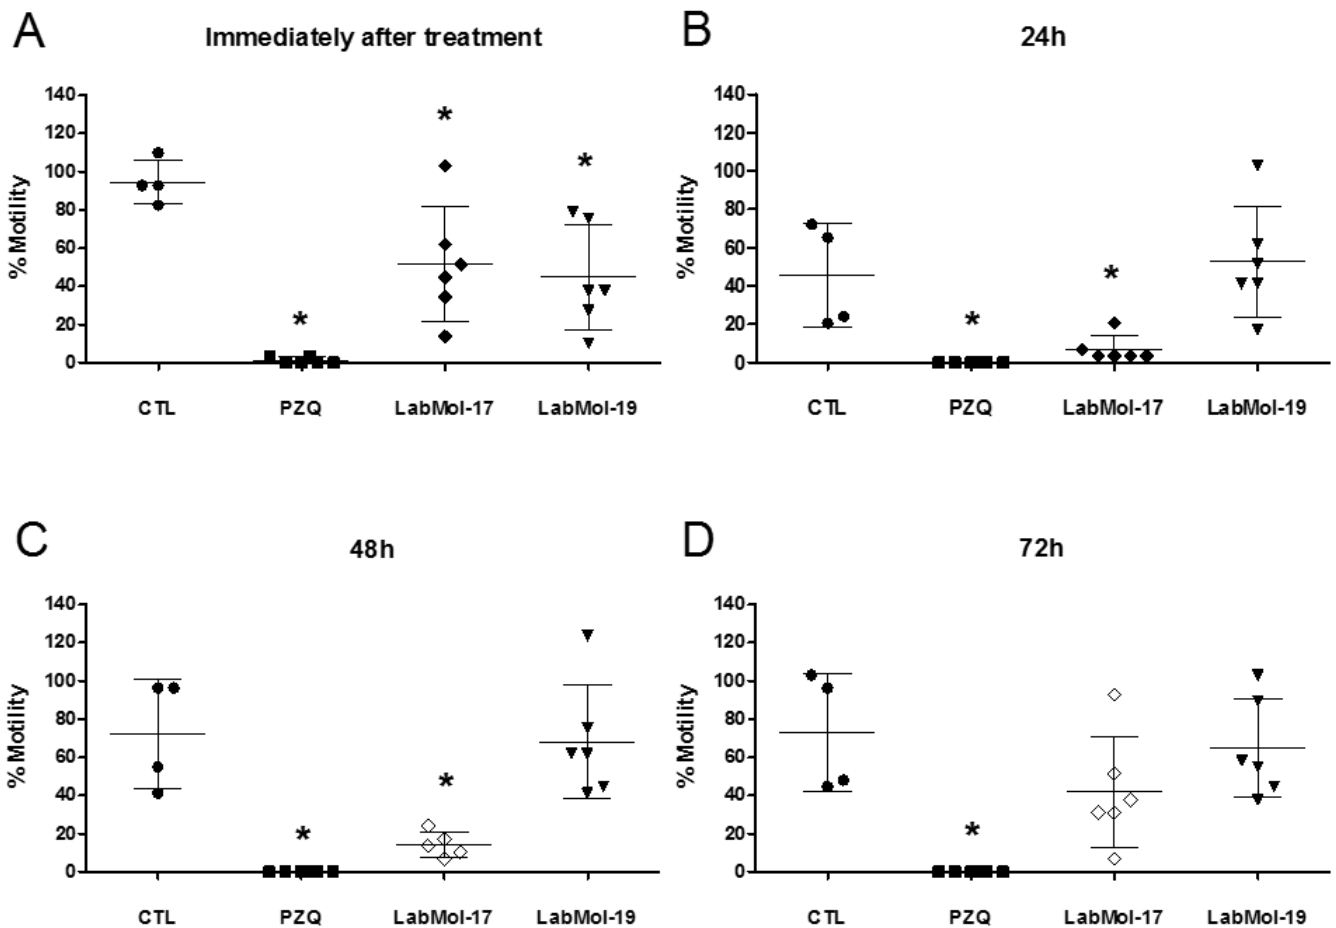 A
Immediately after treatment
% Motility
140
120
100
80
60
40
20
0
*
*
*
CTL
PZQ
LabMol-17
LabMol-19
B
24h
% Motility
140
120
100
80
60
40
20
0
*
*
CTL
PZQ
LabMol-17
LabMol-19
C
48h
% Motility
140
120
100
80
60
40
20
0
*
*
CTL
PZQ
LabMol-17
LabMol-19
D
72h
% Motility
140
120
100
80
60
40
20
0
*
CTL
PZQ
LabMol-17
LabMol-19